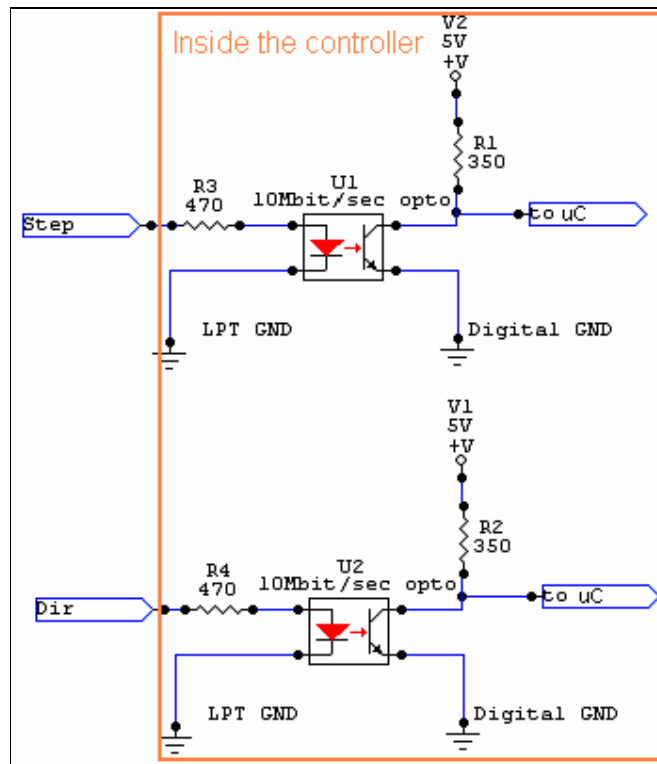 Inside the controller
V2
5V
+V
R1
350
R3
470
U1
10Mbit/sec opto
Step
to uC
LPT GND
Digital GND
V1
5V
+V
R2
350
R4
470
U2
10Mbit/sec opto
Dir
to uC
LPT GND
Digital GND